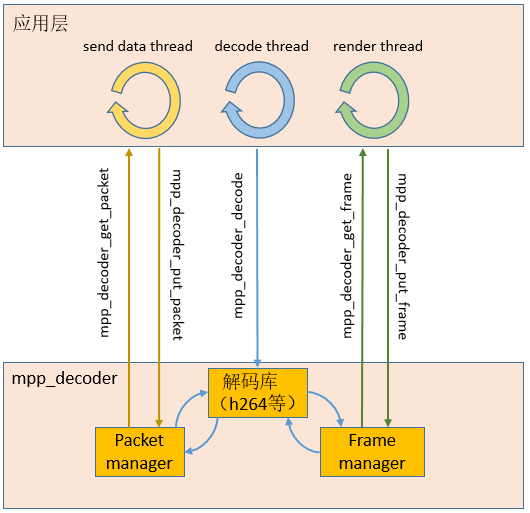 应用层
send data thread
decode thread
render thread
mpp_decoder_get_packet
mpp_decoder_put_packet
mpp_decoder_decode
mpp_decoder_get_frame
mpp_decoder_put_frame
mpp_decoder
解码库
（h264等）
Packet
manager
Frame
manager